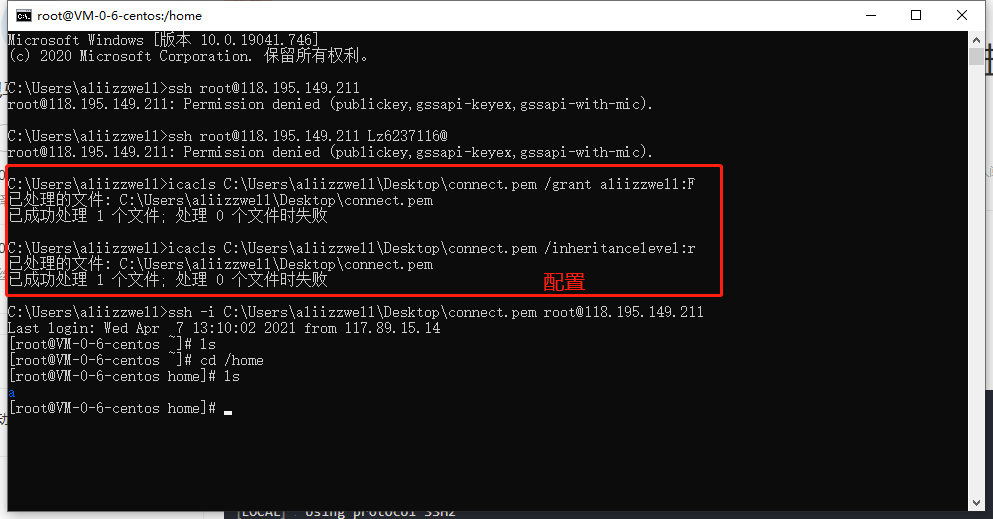 root@VM-0-6-centos:/home
Microsoft Windows [版本 10.0.19041.746]
(c) 2020 Microsoft Corporation. 保留所有权利。
C:\Users\aliizzwell>ssh root@118.195.149.211
root@118.195.149.211: Permission denied (publickey,gssapi-keyex,gssapi-with-mic).
C:\Users\aliizzwell>ssh root@118.195.149.211 Lz6237116@
root@118.195.149.211: Permission denied (publickey,gssapi-keyex,gssapi-with-mic).
C:\Users\aliizzwell>icacls C:\Users\aliizzwell\Desktop\connect.pem /grant aliizzwell:F
已处理的文件: C:\Users\aliizzwell\Desktop\connect.pem
已成功处理 1 个文件; 处理 0 个文件时失败
C:\Users\aliizzwell>icacls C:\Users\aliizzwell\Desktop\connect.pem /inheritancelevel:r
已处理的文件: C:\Users\aliizzwell\Desktop\connect.pem
已成功处理 1 个文件; 处理 0 个文件时失败
配置
C:\Users\aliizzwell>ssh -i C:\Users\aliizzwell\Desktop\connect.pem root@118.195.149.211
Last login: Wed Apr  7 13:10:02 2021 from 117.89.15.14
[root@VM-0-6-centos ~]# ls
[root@VM-0-6-centos ~]# cd /home
[root@VM-0-6-centos home]# ls
a
[root@VM-0-6-centos home]#
[LOCAL] : Using protocol SSH2